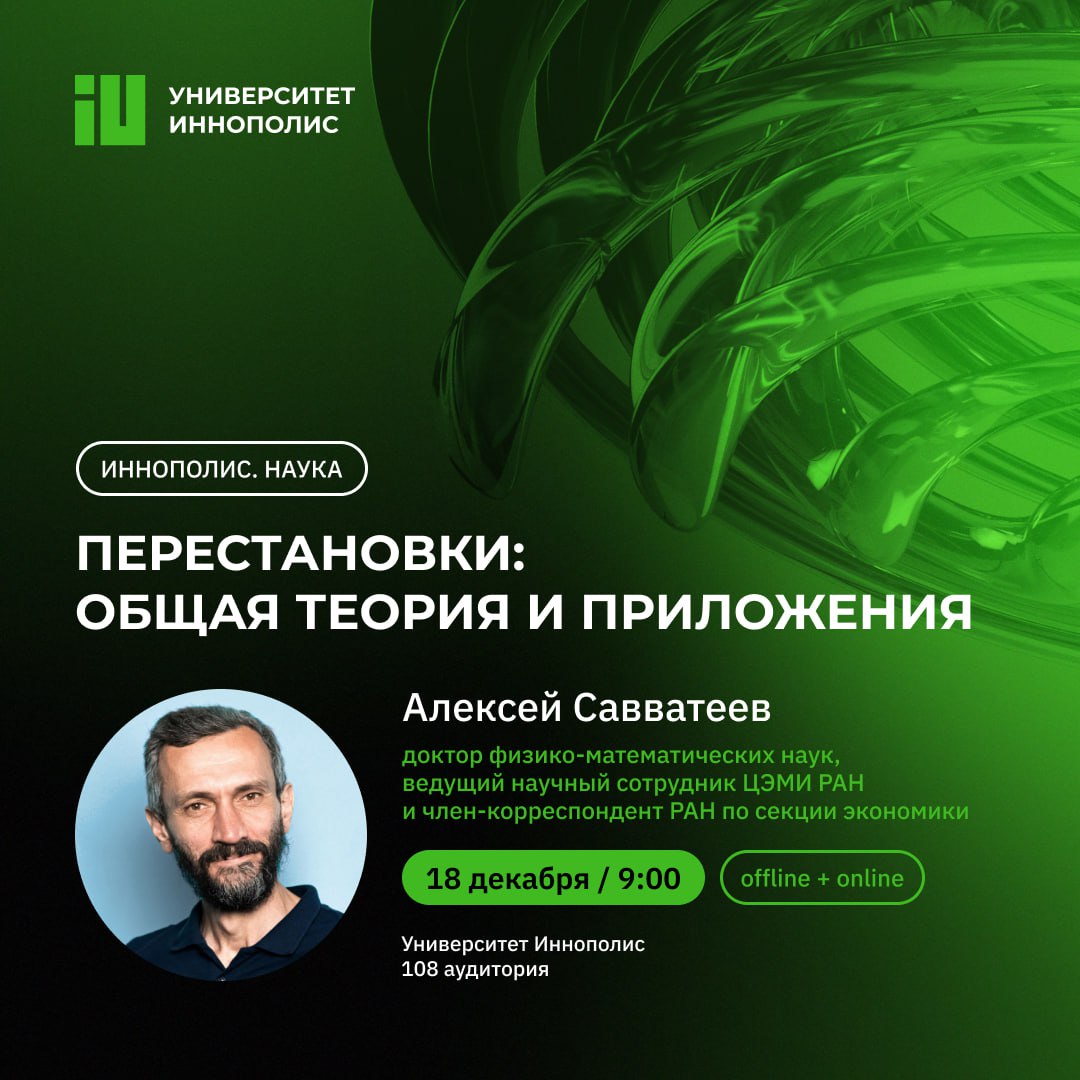 УНИВЕРСИТЕТ
ИННОПОЛИС
ИННОПОЛИС. НАУКА
ПЕРЕСТАНОВКИ:
ОБЩАЯ ТЕОРИЯ И ПРИЛОЖЕНИЯ
Алексей Савватеев
доктор физико-математических наук,
ведущий научный сотрудник ЦЭМИ РАН
и член-корреспондент РАН по секции экономики
18 декабря / 9:00
offline + online
Университет Иннополис
108 аудитория